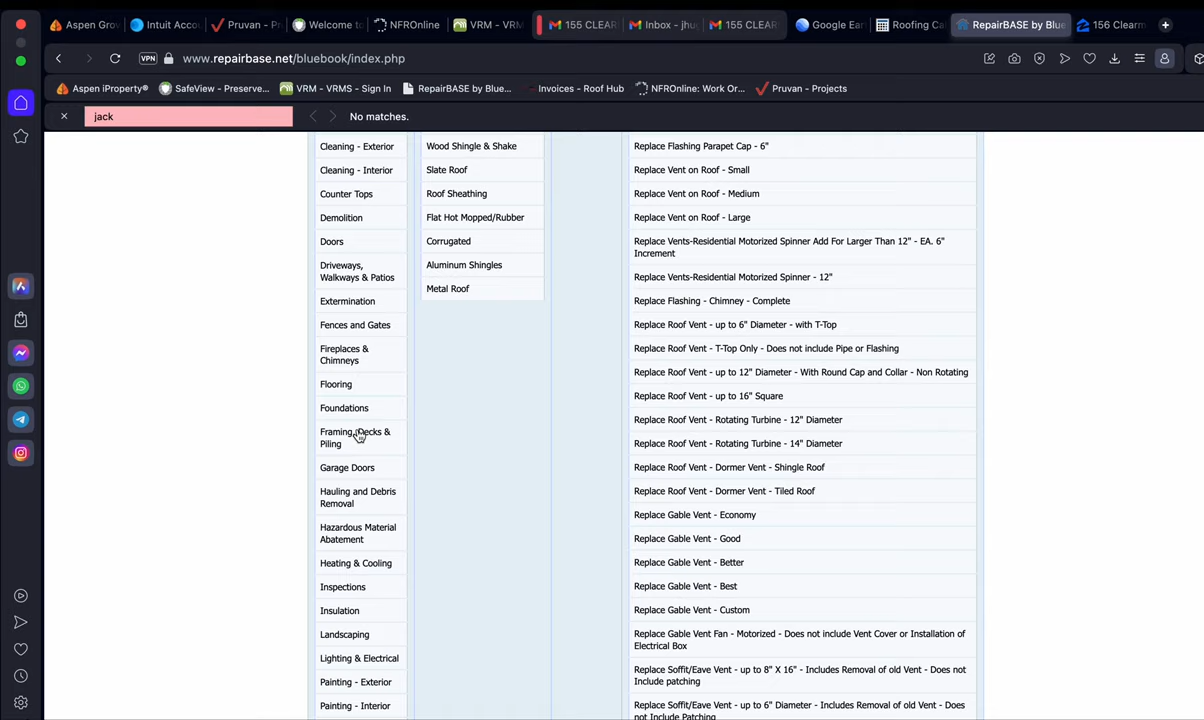 Aspen Grov
Intuit Acco
Pruvan - P
Welcome to
NFROnline
VRM - VRM
155 CLEAR
Inbox - jhug
155 CLEAR
Google Ear
Roofing Ca
RepairBASE by Blue
156 Clearm
VPN
www.repairbase.net/bluebook/index.php
Aspen iProperty®
SafeView - Preserve...
VRM - VRMS - Sign In
RepairBASE by Blue...
Invoices - Roof Hub
NFROnline: Work Or...
Pruvan - Projects
jack
No matches.
Cleaning - Exterior
Cleaning - Interior
Counter Tops
Demolition
Doors
Driveways,
Walkways & Patios
Extermination
Fences and Gates
Fireplaces &
Chimneys
Flooring
Foundations
Framing, Decks &
Piling
Garage Doors
Hauling and Debris
Removal
Hazardous Material
Abatement
Heating & Cooling
Inspections
Insulation
Landscaping
Lighting & Electrical
Painting - Exterior
Painting - Interior
Wood Shingle & Shake
Slate Roof
Roof Sheathing
Flat Hot Mopped/Rubber
Corrugated
Aluminum Shingles
Metal Roof
Replace Flashing Parapet Cap - 6"
Replace Vent on Roof - Small
Replace Vent on Roof - Medium
Replace Vent on Roof - Large
Replace Vents-Residential Motorized Spinner Add For Larger Than 12" - EA. 6"
Increment
Replace Vents-Residential Motorized Spinner - 12"
Replace Flashing - Chimney - Complete
Replace Roof Vent - up to 6" Diameter - with T-Top
Replace Roof Vent - T-Top Only - Does not include Pipe or Flashing
Replace Roof Vent - up to 12" Diameter - With Round Cap and Collar - Non Rotating
Replace Roof Vent - up to 16" Square
Replace Roof Vent - Rotating Turbine - 12" Diameter
Replace Roof Vent - Rotating Turbine - 14" Diameter
Replace Roof Vent - Dormer Vent - Shingle Roof
Replace Roof Vent - Dormer Vent - Tiled Roof
Replace Gable Vent - Economy
Replace Gable Vent - Good
Replace Gable Vent - Better
Replace Gable Vent - Best
Replace Gable Vent - Custom
Replace Gable Vent Fan - Motorized - Does not include Vent Cover or Installation of
Electrical Box
Replace Soffit/Eave Vent - up to 8" X 16" - Includes Removal of old Vent - Does not
Include patching
Replace Soffit/Eave Vent - up to 6" Diameter - Includes Removal of old Vent - Does
not Include Patching